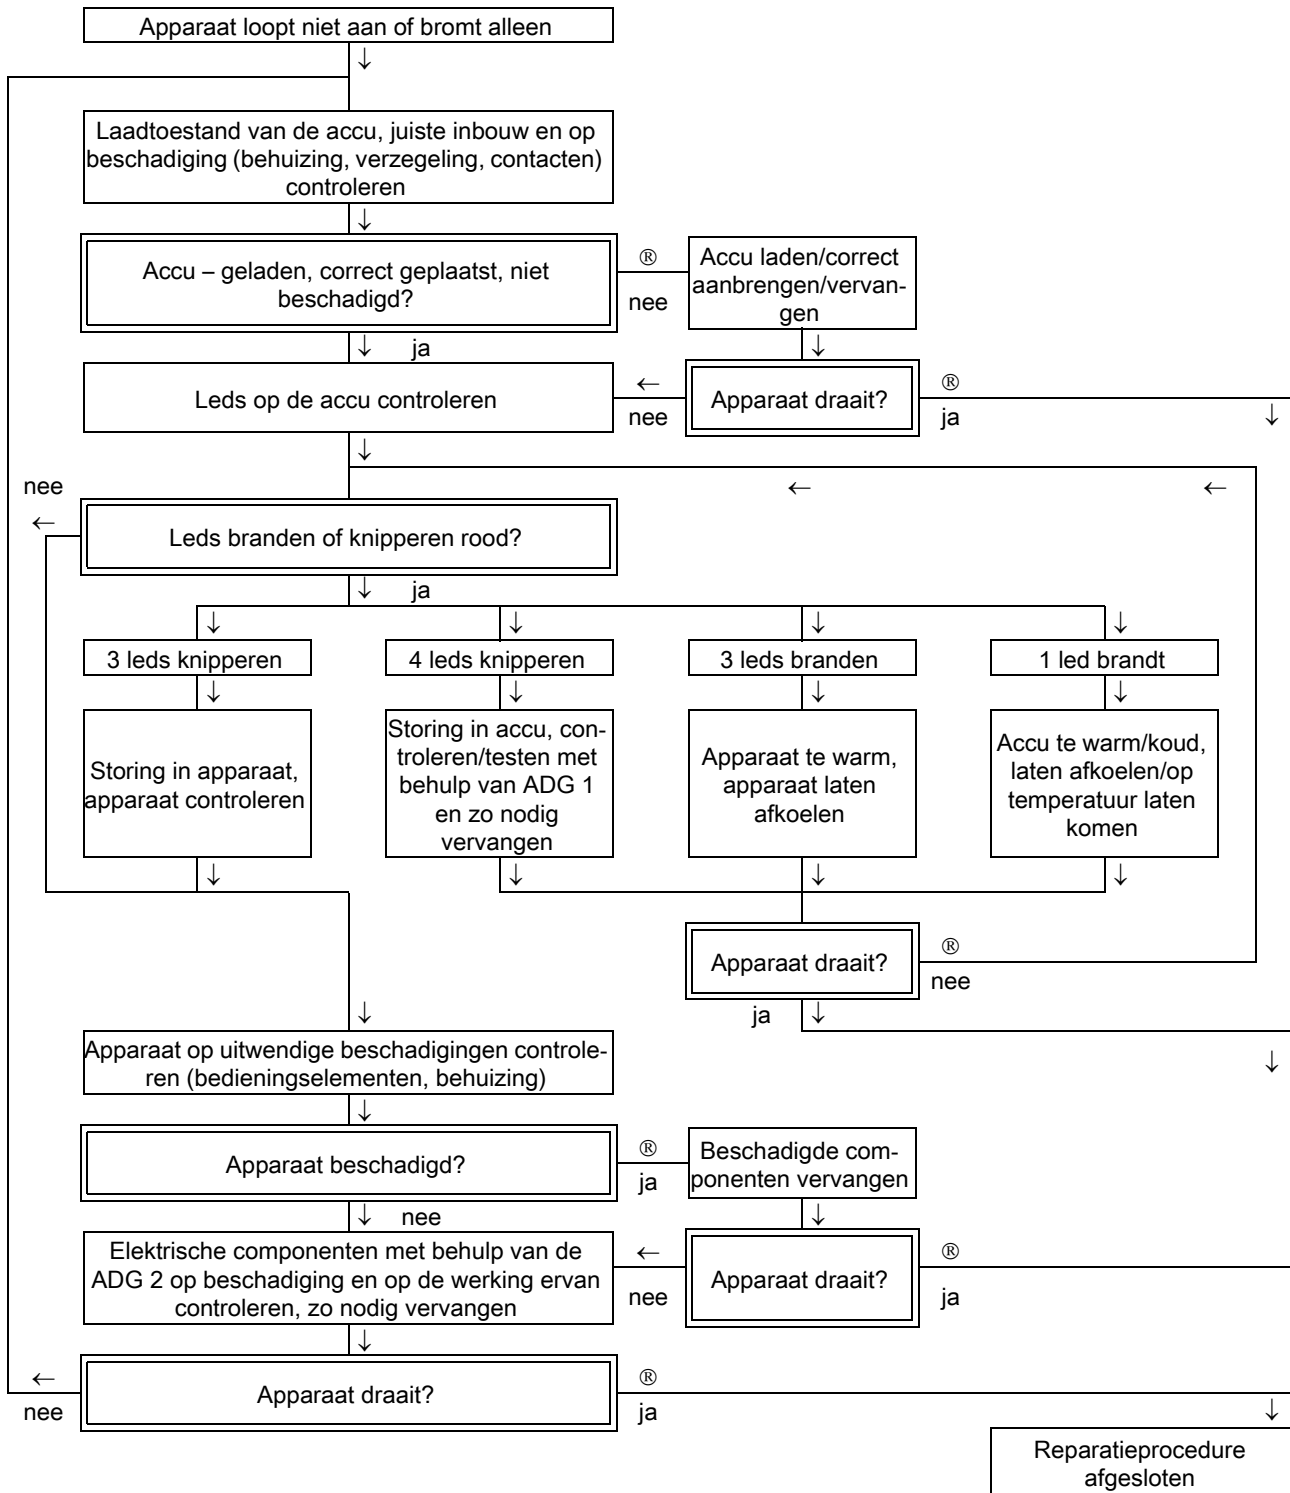 Apparaat loopt niet aan of bromt alleen
↓
Laadtoestand van de accu, juiste inbouw en op
beschadiging (behuizing, verzegeling, contacten)
controleren
↓
Accu – geladen, correct geplaatst, niet
beschadigd?
®
nee
Accu laden/correct
aanbrengen/vervan-
gen
↓ ja
↓
Leds op de accu controleren
←
nee
Apparaat draait?
®
ja
↓
↓
nee
←
←
←
Leds branden of knipperen rood?
↓ ja
↓
↓
↓
↓
3 leds knipperen
4 leds knipperen
3 leds branden
1 led brandt
↓
↓
↓
↓
Storing in apparaat,
apparaat controleren
Storing in accu, con-
troleren/testen met
behulp van ADG 1
en zo nodig
vervangen
Apparaat te warm,
apparaat laten
afkoelen
Accu te warm/koud,
laten afkoelen/op
temperatuur laten
komen
↓
↓
↓
↓
Apparaat draait?
®
nee
ja ↓
↓
↓
Apparaat op uitwendige beschadigingen controle-
ren (bedieningselementen, behuizing)
↓
Apparaat beschadigd?
®
ja
Beschadigde com-
ponenten vervangen
↓ nee
↓
Elektrische componenten met behulp van de
ADG 2 op beschadiging en op de werking ervan
controleren, zo nodig vervangen
←
nee
Apparaat draait?
®
ja
↓
←
nee
Apparaat draait?
®
ja
↓
Reparatieprocedure
afgesloten